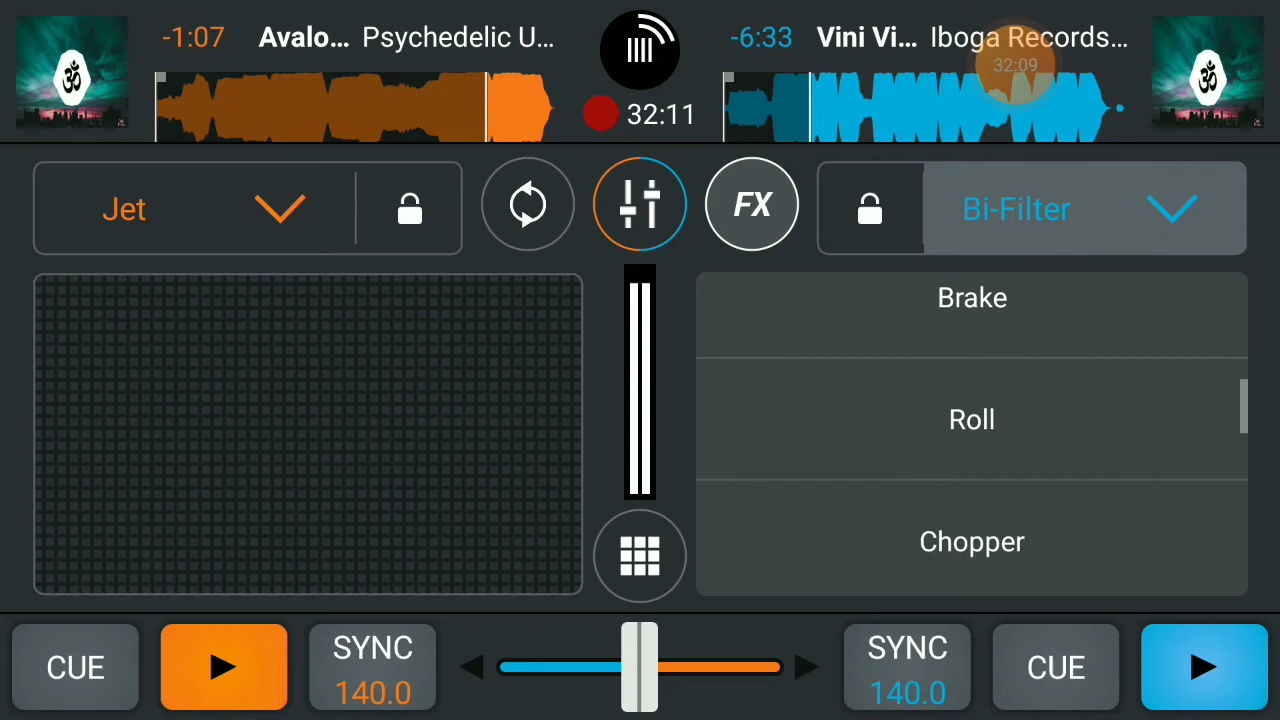 -1:07 Avalo... Psychedelic U...
-6:33 Vini Vi... Iboga Records...
32:09
32:11
Jet
FX
Bi-Filter
Brake
Roll
Chopper
CUE
SYNC
140.0
SYNC
140.0
CUE